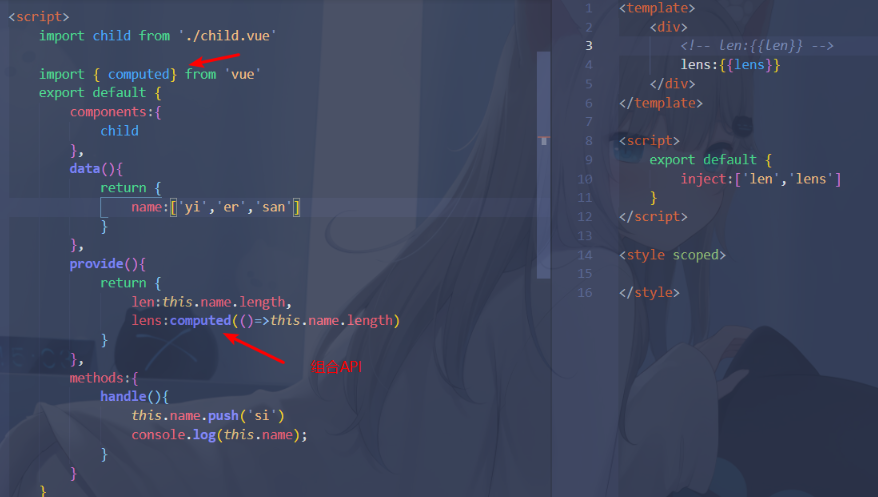 <script>
import child from './child.vue'
import { computed} from 'vue'
export default {
components:{
child
},
data(){
return {
name:['yi','er','san']
}
},
provide(){
return {
len:this.name.length,
lens:computed(()=>this.name.length)
}
},
组合API
methods:{
handle(){
this.name.push('si')
console.log(this.name);
}
}
}
1 <template>
2 <div>
3 <!-- len:{{len}} -->
4 lens:{{lens}}
5 </div>
6 </template>
7
8 <script>
9 export default {
10 inject:['len','lens']
11 }
12 </script>
13
14 <style scoped>
15
16 </style>